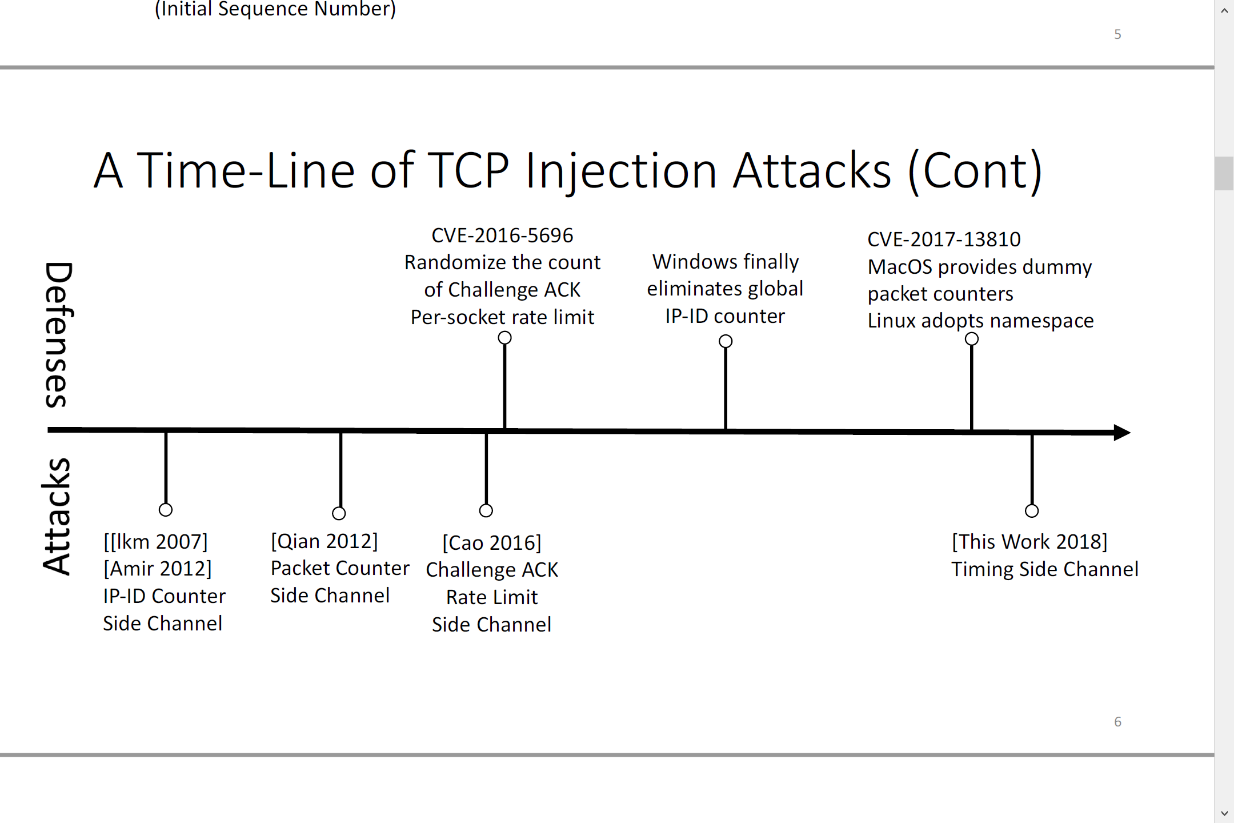 (Initial Sequence Number)
5
A Time-Line of TCP Injection Attacks (Cont)
Defenses
CVE-2016-5696
Randomize the count
of Challenge ACK
Per-socket rate limit
Windows finally
eliminates global
IP-ID counter
CVE-2017-13810
MacOS provides dummy
packet counters
Linux adopts namespace
Attacks
[[lkm 2007]
[Amir 2012]
IP-ID Counter
Side Channel
[Qian 2012]
Packet Counter
Side Channel
[Cao 2016]
Challenge ACK
Rate Limit
Side Channel
[This Work 2018]
Timing Side Channel
6